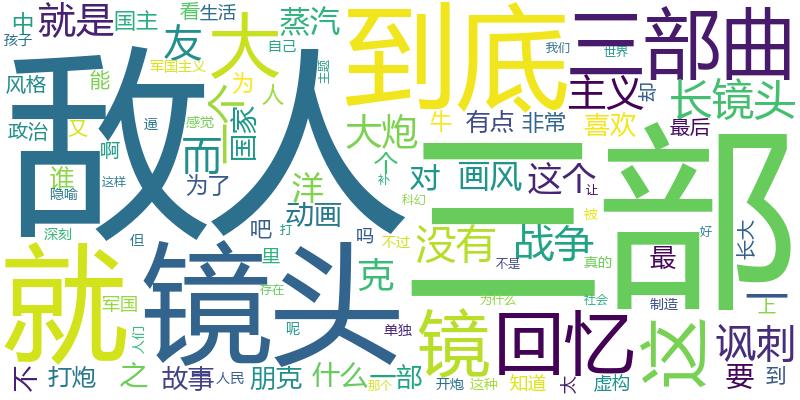 中 就是 国主 友 看 生活 大 蒸汽 到底 三部曲
孩子 自己 我们 世界
风格 能 军国主义 为 人 主题 主义 却 长镜头
敌人 一个 国家 大炮 牛 有点 非常 喜欢 最后
政治 又 逼 感觉 而 三部
谁 啊 为了 洋 个 补 对 画风 这个 让
隐喻 这样 动画 科幻 被
深刻 但 吧 打 吗 不过 没有 战争 真的 最 好 长大
就 镜头 里 克 不是 一
军国 存在 为什么 社会 制造 上
人们 呢 单独 镜 回忆 这 讽刺
不 打炮 之 故事 人民 朋克 什么 一部 那个 开炮 这种 知道 太 虚构 要 到